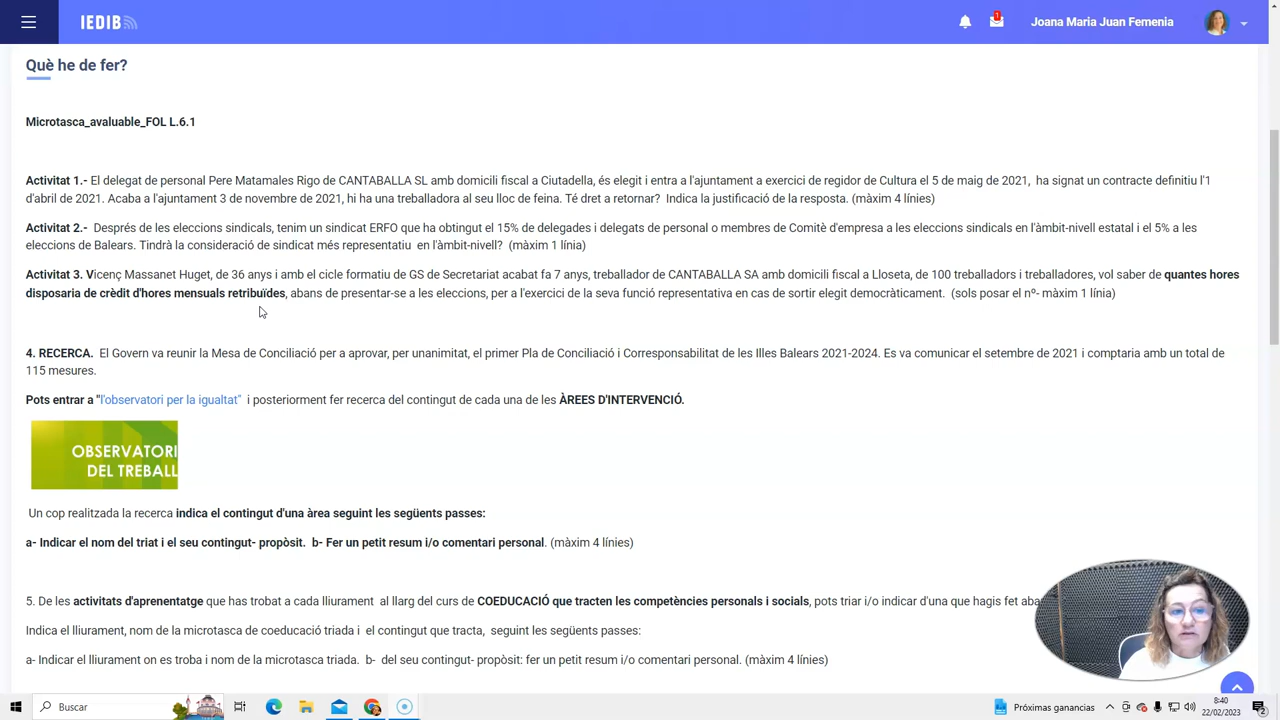 IEDIB
1
Joana Maria Juan Femenia
Què he de fer?
Microtasca_avaluable_FOL L.6.1
Activitat 1.- El delegat de personal Pere Matamales Rigo de CANTABALLA SL amb domicili fiscal a Ciutadella, és elegit i entra a l'ajuntament a exercici de regidor de Cultura el 5 de maig de 2021,  ha signat un contracte definitiu l'1
d'abril de 2021. Acaba a l'ajuntament 3 de novembre de 2021, hi ha una treballadora al seu lloc de feina. Té dret a retornar?  Indica la justificació de la resposta. (màxim 4 línies)
Activitat 2.-  Després de les eleccions sindicals, tenim un sindicat ERFO que ha obtingut el 15% de delegades i delegats de personal o membres de Comitè d'empresa a les eleccions sindicals en l'àmbit-nivell estatal i el 5% a les
eleccions de Balears. Tindrà la consideració de sindicat més representatiu  en l'àmbit-nivell?  (màxim 1 línia)
Activitat 3. Vicenç Massanet Huget, de 36 anys i amb el cicle formatiu de GS de Secretariat acabat fa 7 anys, treballador de CANTABALLA SA amb domicili fiscal a Lloseta, de 100 treballadors i treballadores, vol saber de quantes hores
disposaria de crèdit d'hores mensuals retribuïdes, abans de presentar-se a les eleccions, per a l'exercici de la seva funció representativa en cas de sortir elegit democràticament.  (sols posar el nº- màxim 1 línia)
4. RECERCA.  El Govern va reunir la Mesa de Conciliació per a aprovar, per unanimitat, el primer Pla de Conciliació i Corresponsabilitat de les Illes Balears 2021-2024. Es va comunicar el setembre de 2021 i comptaria amb un total de
115 mesures.
Pots entrar a "l'observatori per la igualtat"  i posteriorment fer recerca del contingut de cada una de les ÀREES D'INTERVENCIÓ.
OBSERVATORI
DEL TREBALL
Un cop realitzada la recerca indica el contingut d'una àrea seguint les següents passes:
a- Indicar el nom del triat i el seu contingut- propòsit.  b- Fer un petit resum i/o comentari personal. (màxim 4 línies)
5. De les activitats d'aprenentatge que has trobat a cada lliurament  al llarg del curs de COEDUCACIÓ que tracten les competències personals i socials, pots triar i/o indicar d'una que hagis fet aba
Indica el lliurament, nom de la microtasca de coeducació triada i  el contingut que tracta,  seguint les següents passes:
a- Indicar el lliurament on es troba i nom de la microtasca triada.  b-  del seu contingut- propòsit: fer un petit resum i/o comentari personal. (màxim 4 línies)
Buscar
Próximas ganancias
8:40
22/02/2023